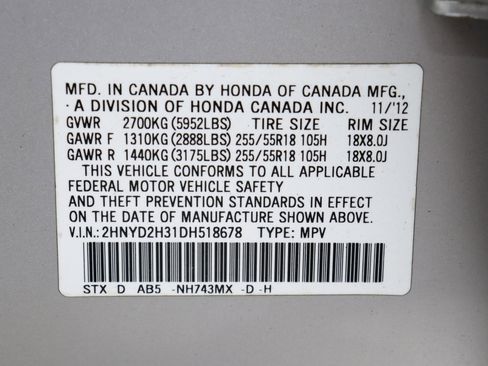 MFD. IN CANADA BY HONDA OF CANADA MFG.,
A DIVISION OF HONDA CANADA INC. 11/'12
GVWR 2700KG (5952LBS) TIRE SIZE RIM SIZE
GAWR F 1310KG (2888LBS) 255/55R18 105H 18X8.0J
GAWR R 1440KG (3175LBS) 255/55R18 105H 18X8.0J
THIS VEHICLE CONFORMS TO ALL APPLICABLE
FEDERAL MOTOR VEHICLE SAFETY
AND THEFT PREVENTION STANDARDS IN EFFECT
ON THE DATE OF MANUFACTURE SHOWN ABOVE.
V.I.N.: 2HNYD2H31DH518678 TYPE: MPV
STX D AB5 -NH743MX -D -H